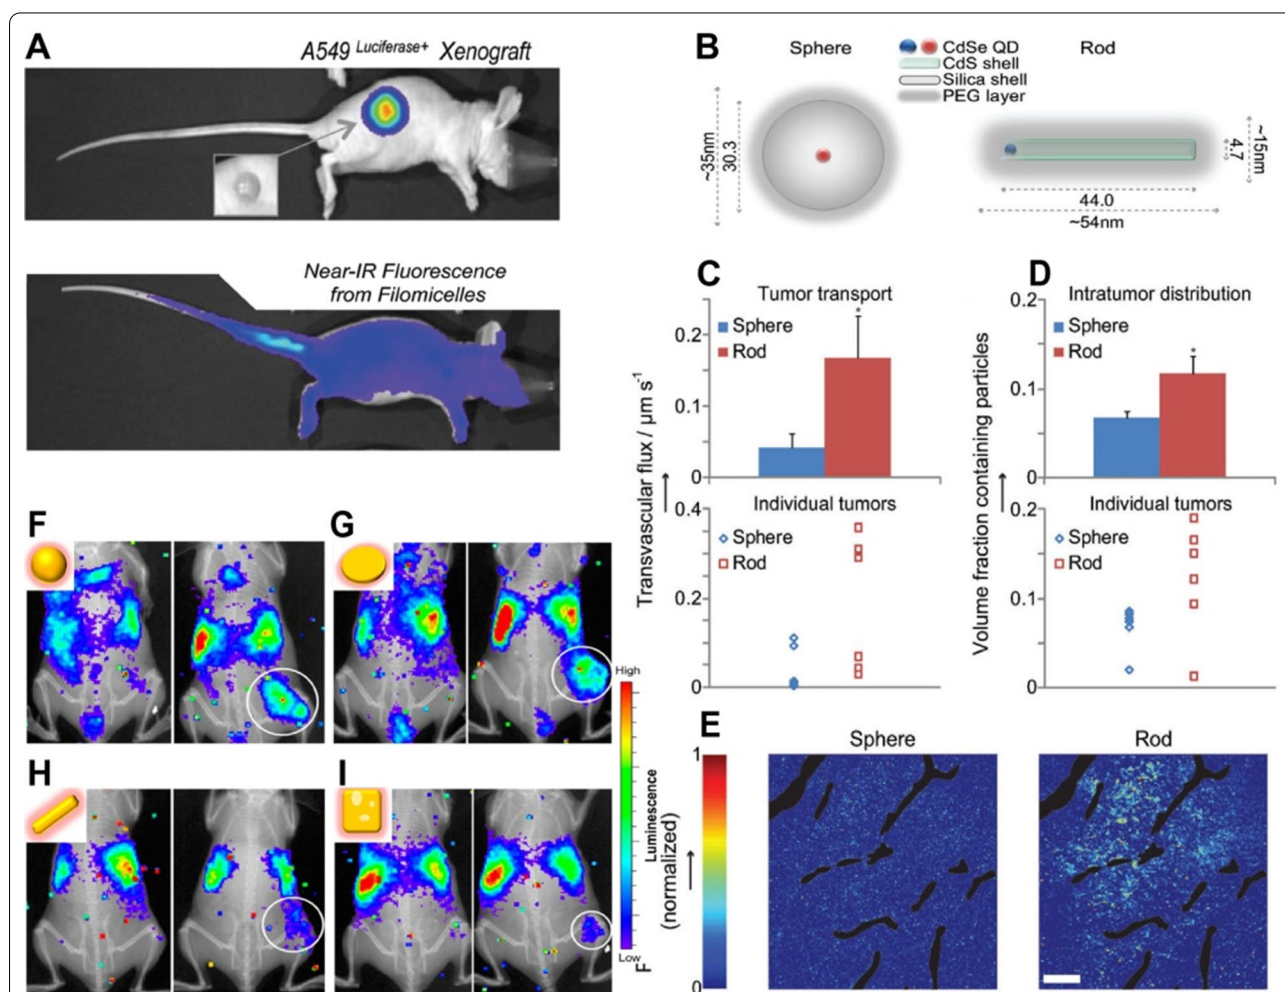 A
A549 Luciferase+ Xenograft
Near-IR Fluorescence
from Filomicelles
B
Sphere
CdSe QD
CdS shell
Silica shell
PEG layer
Rod
~35nm
30.3
4.7
~15nm
44.0
~54nm
C
Tumor transport
Sphere
Rod
*
0.2
0.1
0
Transvascular flux / µm s⁻¹
Individual tumors
Sphere
Rod
0.4
0.2
0
D
Intratumor distribution
Sphere
Rod
*
0.2
0.1
0
Volume fraction containing particles
Individual tumors
Sphere
Rod
0.2
0.1
0
E
Sphere
Rod
1
0
F (normalized)
F
G
H
I
High
Luminescence
Low